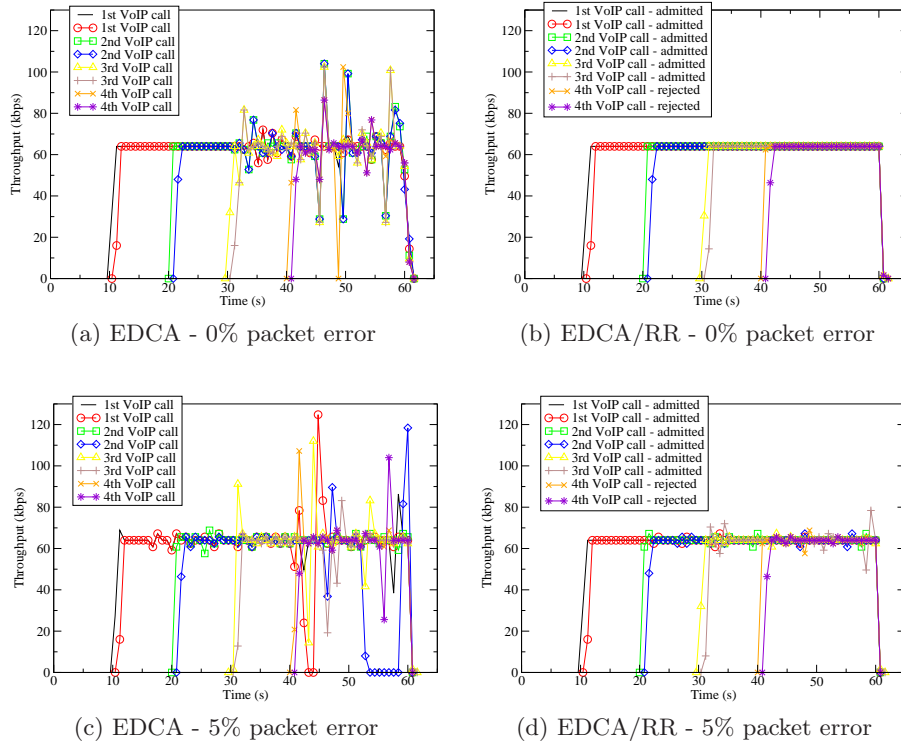 1st VoIP call
1st VoIP call
2nd VoIP call
2nd VoIP call
3rd VoIP call
3rd VoIP call
4th VoIP call
4th VoIP call
Throughput (kbps)
0
20
40
60
80
100
120
0 10 20 30 40 50 60
Time (s)
(a) EDCA - 0% packet error
1st VoIP call - admitted
1st VoIP call - admitted
2nd VoIP call - admitted
2nd VoIP call - admitted
3rd VoIP call - admitted
3rd VoIP call - admitted
4th VoIP call - rejected
4th VoIP call - rejected
Throughput (kbps)
0
20
40
60
80
100
120
0 10 20 30 40 50 60
Time (s)
(b) EDCA/RR - 0% packet error
1st VoIP call
1st VoIP call
2nd VoIP call
2nd VoIP call
3rd VoIP call
3rd VoIP call
4th VoIP call
4th VoIP call
Throughput (kbps)
0
20
40
60
80
100
120
0 10 20 30 40 50 60
Time (s)
(c) EDCA - 5% packet error
1st VoIP call - admitted
1st VoIP call - admitted
2nd VoIP call - admitted
2nd VoIP call - admitted
3rd VoIP call - admitted
3rd VoIP call - admitted
4th VoIP call - rejected
4th VoIP call - rejected
Throughput (kbps)
0
20
40
60
80
100
120
0 10 20 30 40 50 60
Time (s)
(d) EDCA/RR - 5% packet error